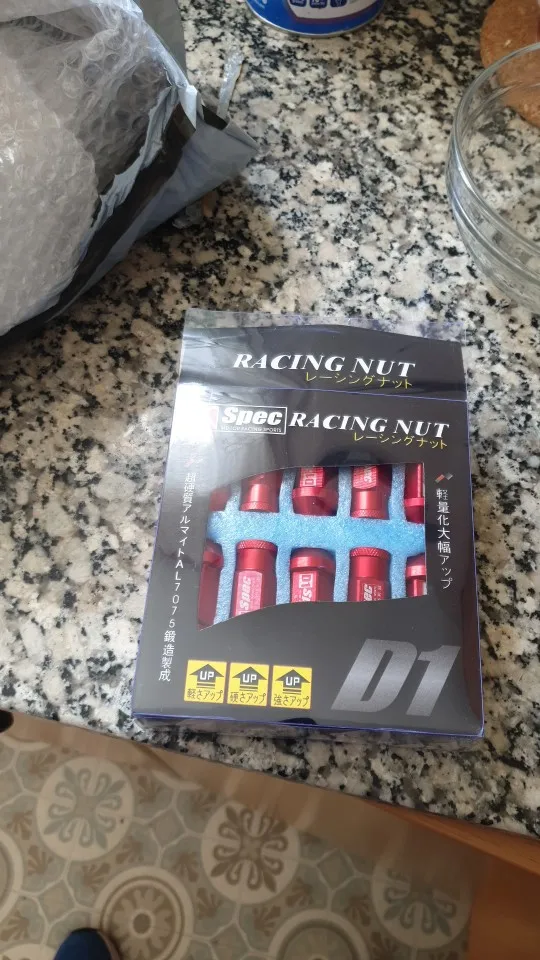 RACING NUT
レーシングナット
Spec
RACING NUT
レーシングナット
超硬質アルマイトAL7075鍛造製成
軽量化大幅アップ
UP
軽さアップ
UP
硬さアップ
UP
強さアップ
D1